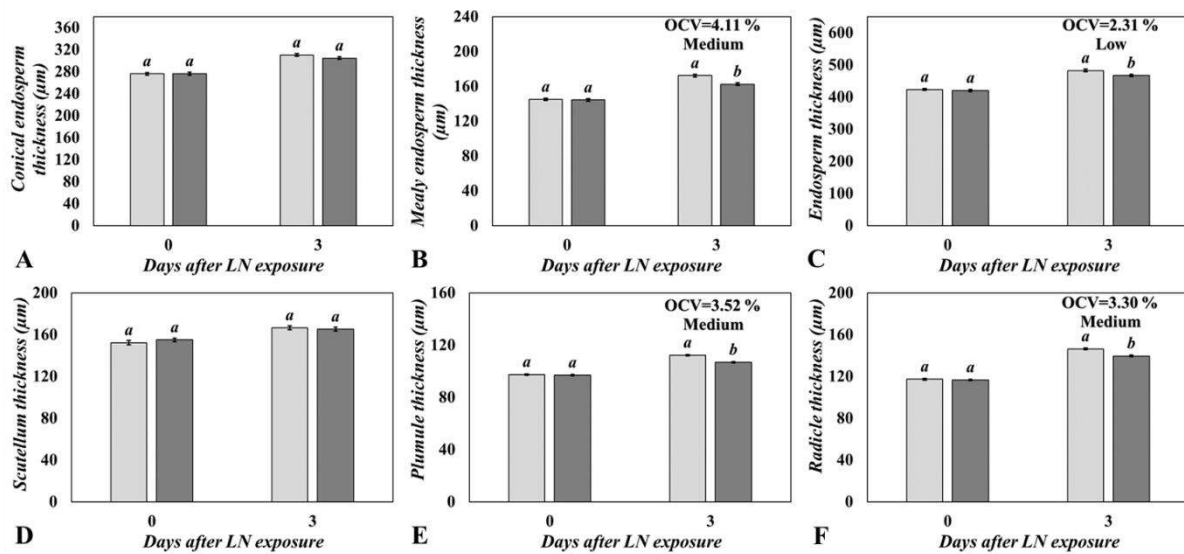 Conical endosperm
thickness (µm)
360
320
280
240
200
160
120
80
40
0
a a
a a
0 3
Days after LN exposure
A
Mealy endosperm thickness
(µm)
240
200
160
120
80
40
0
OCV=4.11 %
Medium
a a
a b
0 3
Days after LN exposure
B
Endosperm thickness (µm)
600
500
400
300
200
100
0
OCV=2.31 %
Low
a a
a b
0 3
Days after LN exposure
C
Scutellum thickness (µm)
200
160
120
80
40
0
a a
a a
0 3
Days after LN exposure
D
Plumule thickness (µm)
160
120
80
40
0
OCV=3.52 %
Medium
a a
a b
0 3
Days after LN exposure
E
Radicle thickness (µm)
200
160
120
80
40
0
OCV=3.30 %
Medium
a a
a b
0 3
Days after LN exposure
F